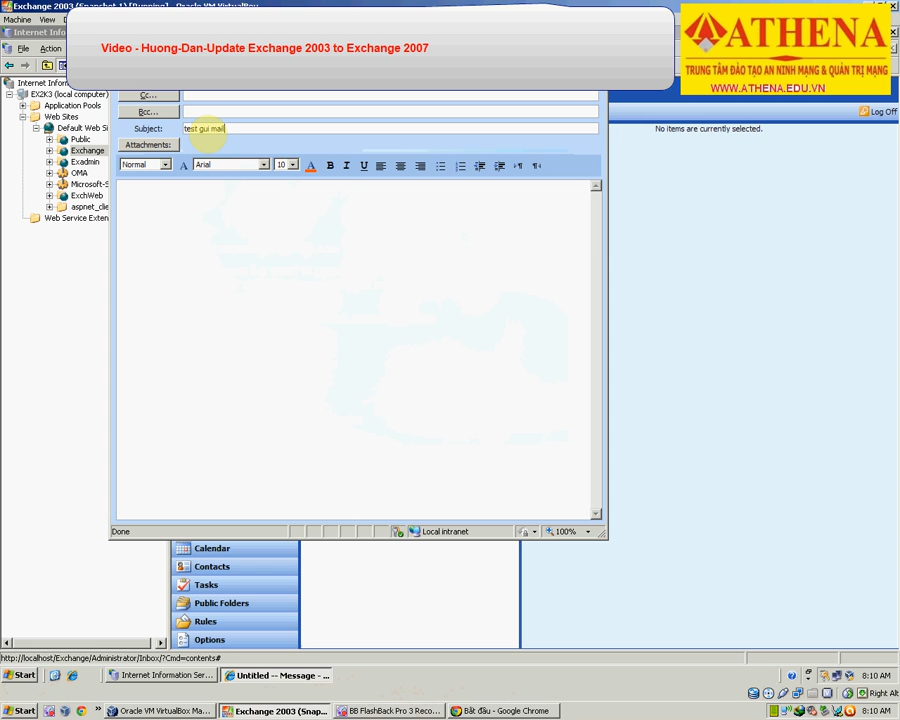 Exchange 2003 (Snapshot 1) [Running] - Oracle VM VirtualBox
Machine View
Internet Info
File Action
Video - Huong-Dan-Update Exchange 2003 to Exchange 2007
ATHENA
TRUNG TÂM ĐÀO TẠO AN NINH MẠNG & QUẢN TRỊ MẠNG
WWW.ATHENA.EDU.VN
Log Off
No items are currently selected.
Internet Inform
EX2K3 (local computer)
Application Pools
Web Sites
Default Web Si
Public
Exchange
Exadmin
OMA
Microsoft-S
ExchWeb
aspnet_clie
Web Service Exten
Cc...
Bcc...
Subject: test gui mail
Attachments:
Normal Arial 10 B I U
Done Local intranet 100%
Calendar
Contacts
Tasks
Public Folders
Rules
Options
http://localhost/Exchange/Administrator/Inbox/?Cmd=contents#
Start Internet Information Ser... Untitled -- Message - ... 8:10 AM
Right Alt
Start Oracle VM VirtualBox Ma... Exchange 2003 (Snap... BB FlashBack Pro 3 Reco... Bắt đầu - Google Chrome 8:10 AM